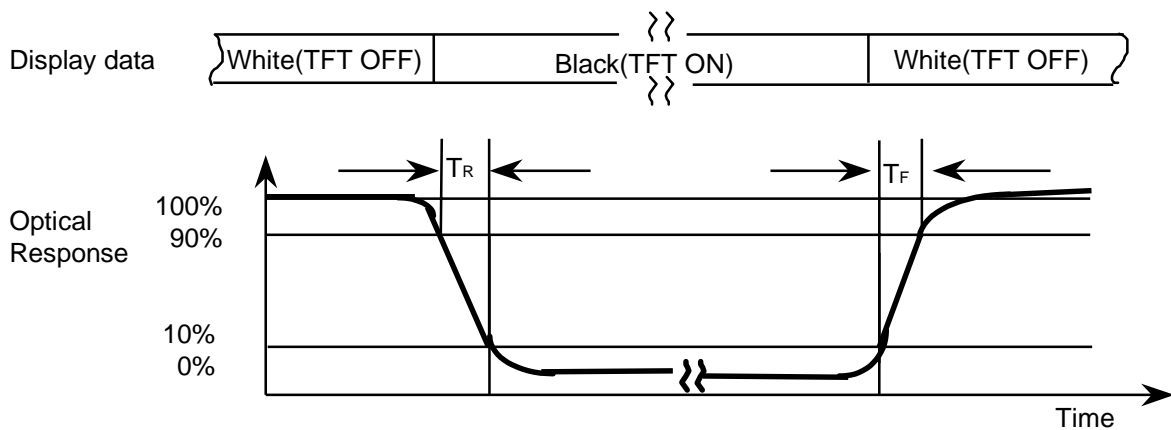 Display data
White(TFT OFF)
Black(TFT ON)
White(TFT OFF)
TR
TF
Optical
Response
100%
90%
10%
0%
Time